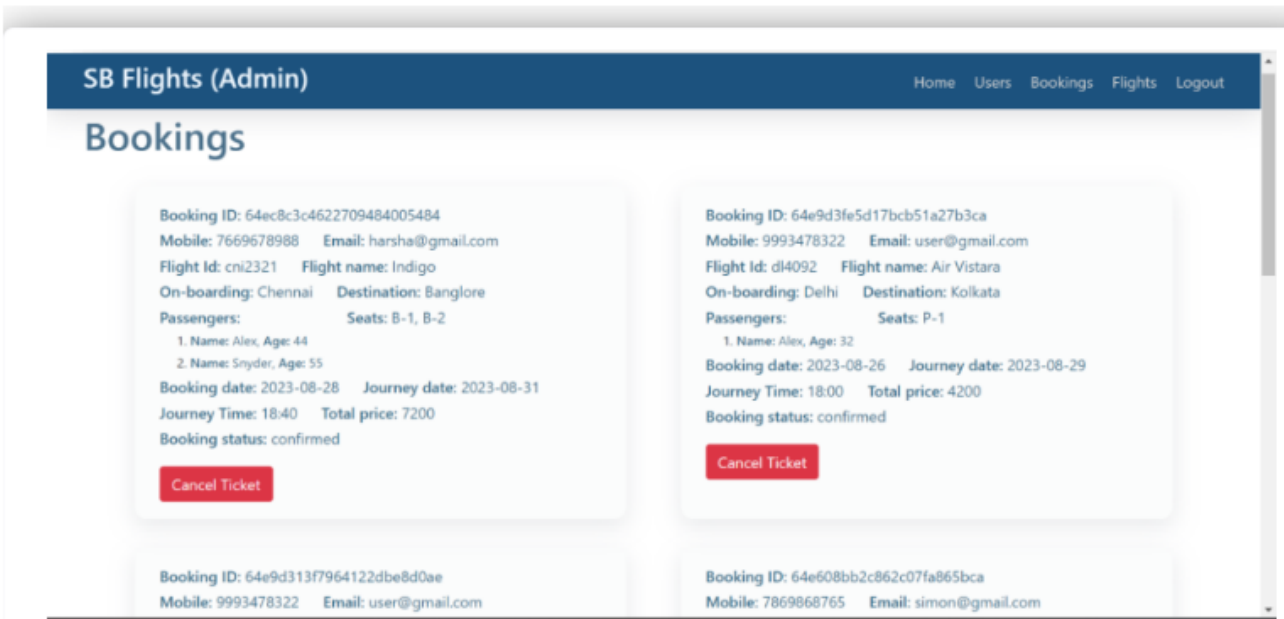 SB Flights (Admin)
Home Users Bookings Flights Logout
Bookings
Booking ID: 64ec8c3c4622709484005484
Mobile: 7669678988 Email: harsha@gmail.com
Flight Id: cni2321 Flight name: Indigo
On-boarding: Chennai Destination: Banglore
Passengers: Seats: B-1, B-2
1. Name: Alex, Age: 44
2. Name: Snyder, Age: 55
Booking date: 2023-08-28 Journey date: 2023-08-31
Journey Time: 18:40 Total price: 7200
Booking status: confirmed
Cancel Ticket
Booking ID: 64e9d3fe5d17bcb51a27b3ca
Mobile: 9993478322 Email: user@gmail.com
Flight Id: dl4092 Flight name: Air Vistara
On-boarding: Delhi Destination: Kolkata
Passengers: Seats: P-1
1. Name: Alex, Age: 32
Booking date: 2023-08-26 Journey date: 2023-08-29
Journey Time: 18:00 Total price: 4200
Booking status: confirmed
Cancel Ticket
Booking ID: 64e9d313f7964122dbe8d0ae
Mobile: 9993478322 Email: user@gmail.com
Booking ID: 64e608bb2c862c07fa865bca
Mobile: 7869868765 Email: simon@gmail.com